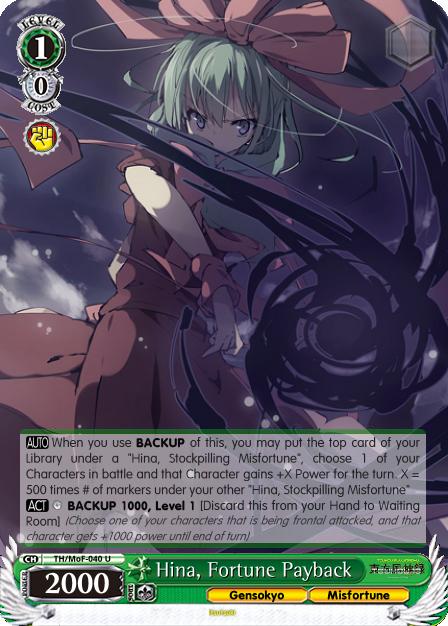 LEVEL
1
0
COST
AUTO When you use BACKUP of this, you may put the top card of your
Library under a "Hina, Stockpilling Misfortune", choose 1 of your
Characters in battle and that Character gains +X Power for the turn. X =
500 times # of markers under your other "Hina, Stockpilling Misfortune"
ACT BACKUP 1000, Level 1 [Discard this from your Hand to Waiting
Room] (Choose one of your characters that is being frontal attacked, and that
character gets +1000 power until end of turn)
CH TH/MoF-040 U
POWER 2000 SOUL Hina, Fortune Payback
Gensokyo Misfortune